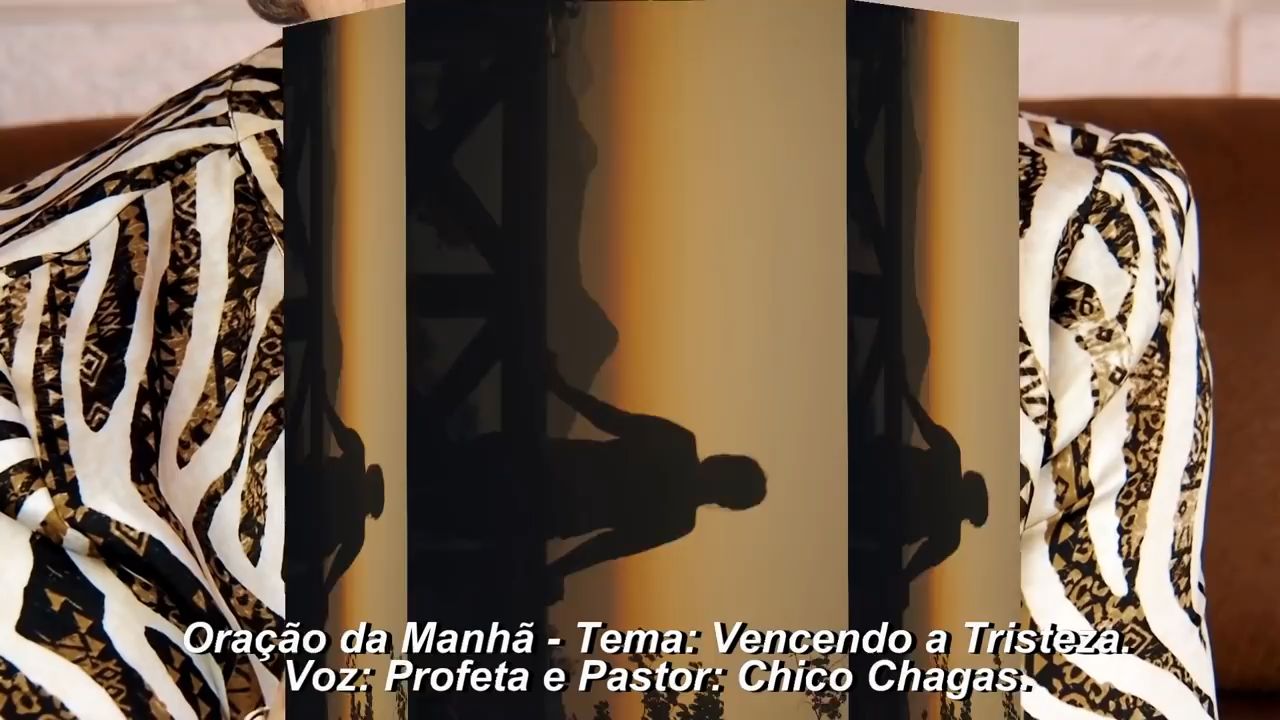 Oração da Manhã - Tema: Vencendo a Tristeza.
Voz: Profeta e Pastor: Chico Chagas.